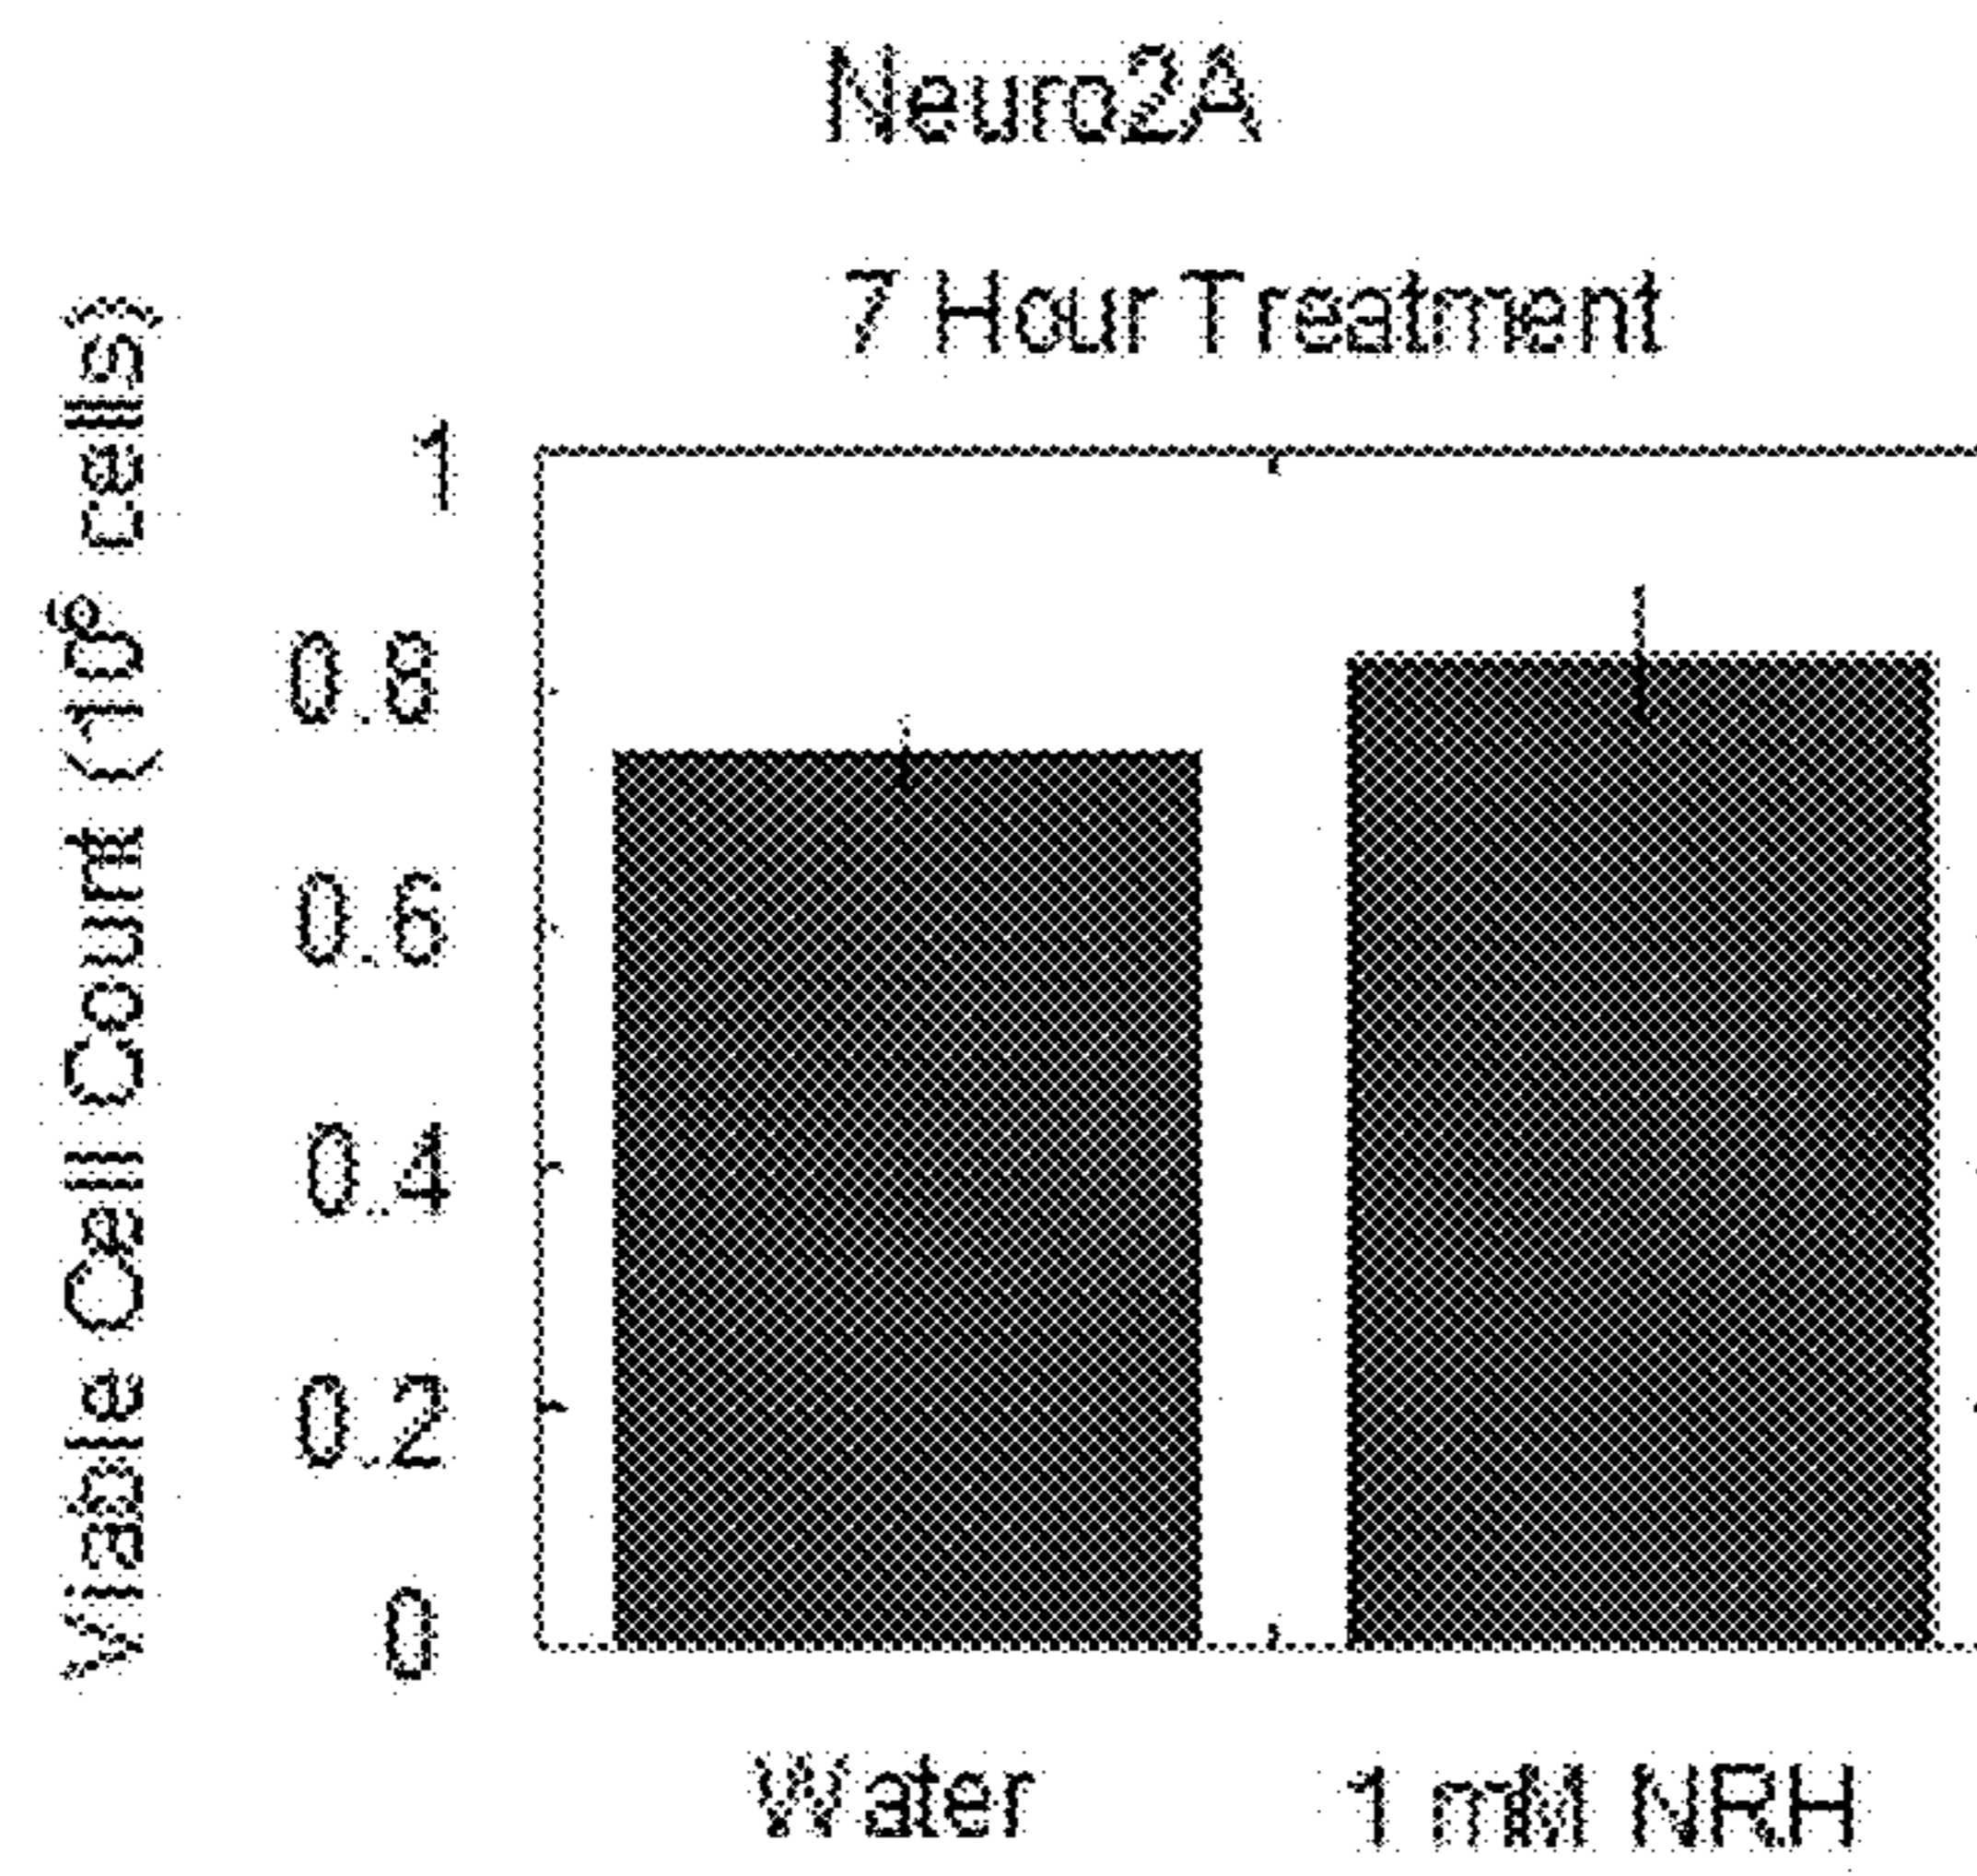 Neuro2A
7 Hour Treatment
Viable Cell Count (10⁶ cells)
1
0.8
0.6
0.4
0.2
0
Water
1 mM NRH